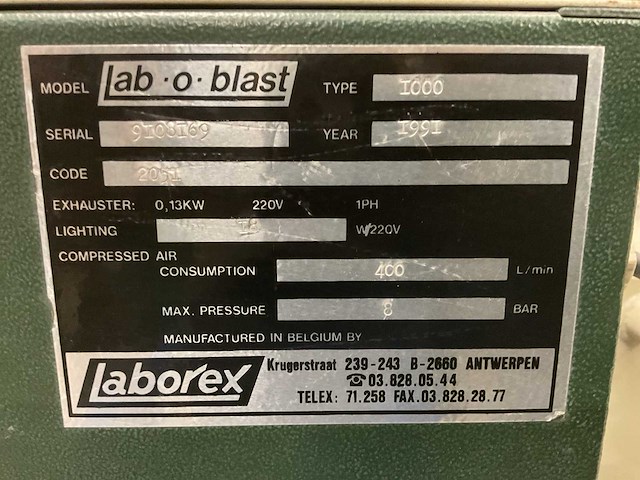 MODEL lab·o·blast TYPE 1000
SERIAL 9108169 YEAR 1991
CODE 2031
EXHAUSTER: 0,13KW 220V 1PH
LIGHTING 18 W/220V
COMPRESSED AIR
CONSUMPTION 400 L/min
MAX. PRESSURE 8 BAR
MANUFACTURED IN BELGIUM BY
Laborex
Krugerstraat 239-243 B-2660 ANTWERPEN
☎03.828.05.44
TELEX: 71.258 FAX.03.828.28.77